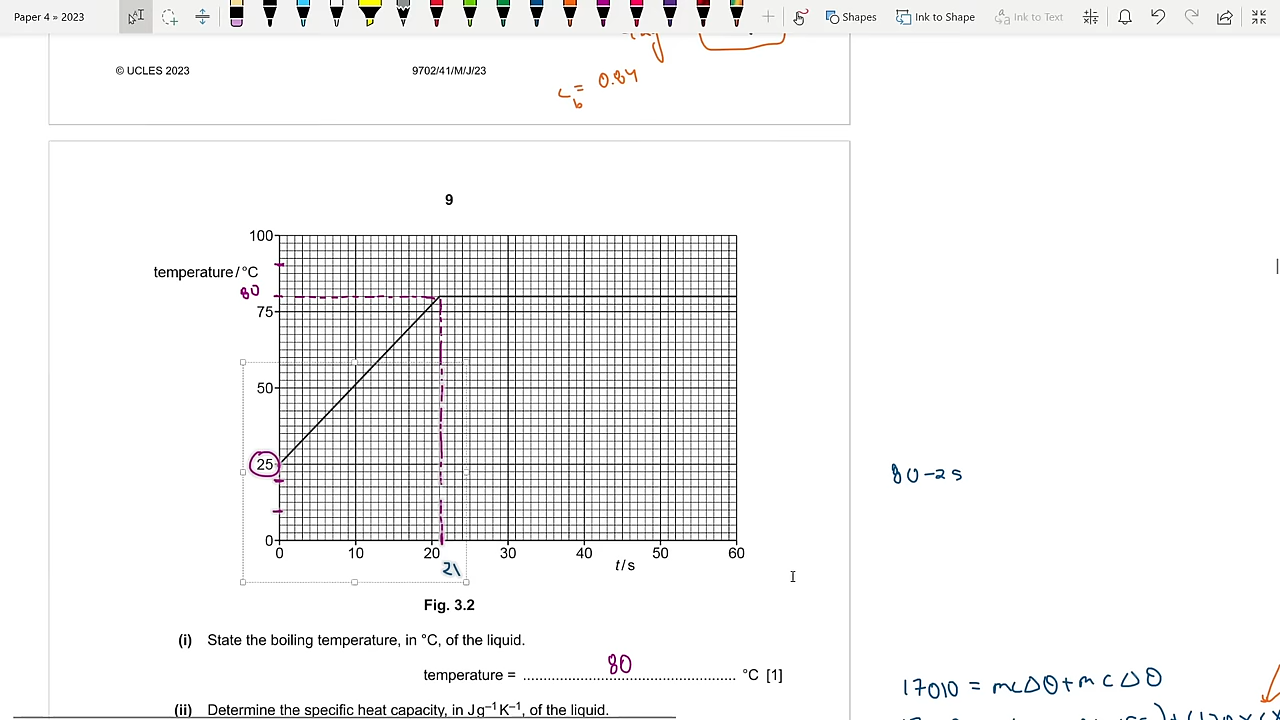 Paper 4 » 2023
Shapes
Ink to Shape
Ink to Text
© UCLES 2023
9702/41/M/J/23
c_b = 0.84
9
100
temperature / °C
80
75
50
25
0
0 10 20 30 40 50 60
21
t / s
80-25
Fig. 3.2
(i) State the boiling temperature, in °C, of the liquid.
temperature = 80 °C [1]
17010 = mcΔθ + mcΔθ
(ii) Determine the specific heat capacity, in J g⁻¹ K⁻¹, of the liquid.